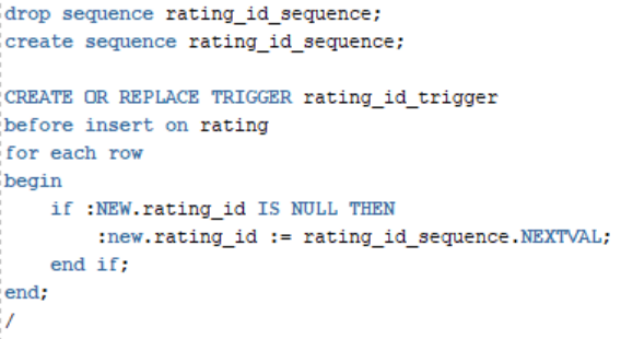 drop sequence rating_id_sequence;
create sequence rating_id_sequence;
CREATE OR REPLACE TRIGGER rating_id_trigger
before insert on rating
for each row
begin
if :NEW.rating_id IS NULL THEN
:new.rating_id := rating_id_sequence.NEXTVAL;
end if;
end;
/